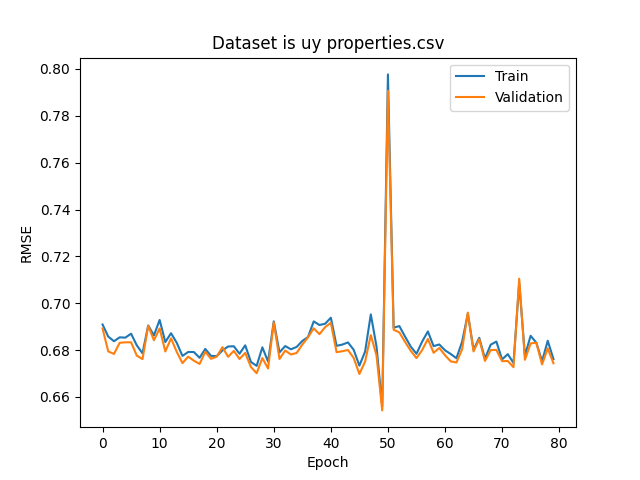 Dataset is uy properties.csv
0.80
0.78
0.76
0.74
0.72
0.70
0.68
0.66
RMSE
Train
Validation
0 10 20 30 40 50 60 70 80
Epoch